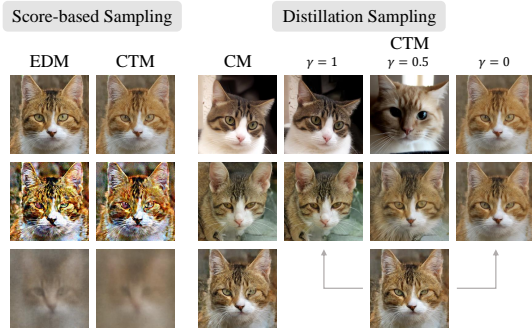 Score-based Sampling
Distillation Sampling
CTM
EDM
CTM
CM
γ = 1
γ = 0.5
γ = 0